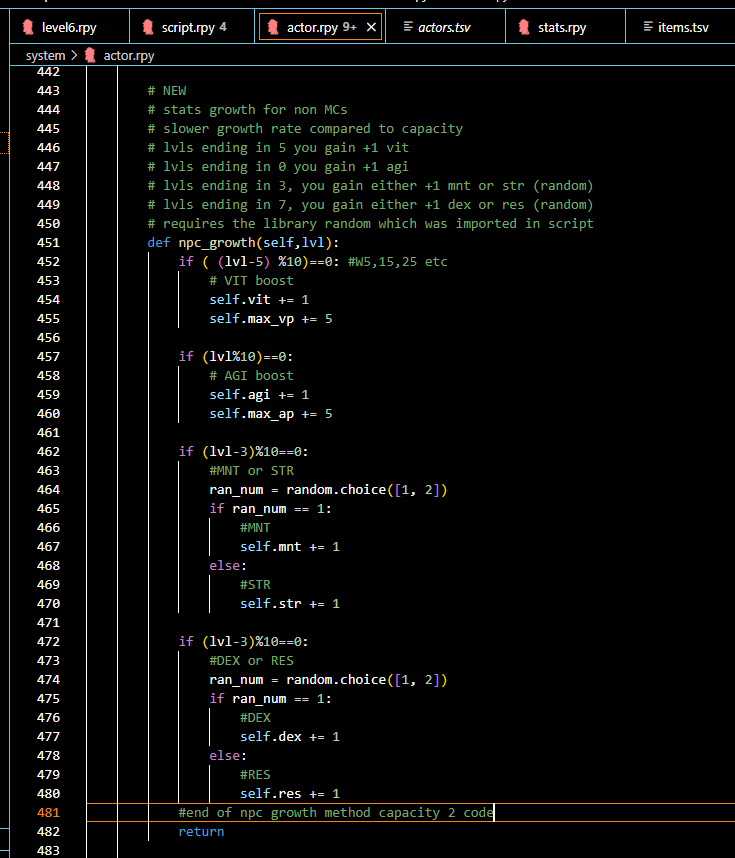 level6.rpy script.rpy 4 actor.rpy 9+ × actors.tsv stats.rpy items.tsv
system > actor.rpy
442
443 # NEW
444 # stats growth for non MCs
445 # slower growth rate compared to capacity
446 # lvls ending in 5 you gain +1 vit
447 # lvls ending in 0 you gain +1 agi
448 # lvls ending in 3, you gain either +1 mnt or str (random)
449 # lvls ending in 7, you gain either +1 dex or res (random)
450 # requires the library random which was imported in script
451 def npc_growth(self,lvl):
452 if ( (lvl-5) %10)==0: #W5,15,25 etc
453 # VIT boost
454 self.vit += 1
455 self.max_vp += 5
456
457 if (lvl%10)==0:
458 # AGI boost
459 self.agi += 1
460 self.max_ap += 5
461
462 if (lvl-3)%10==0:
463 #MNT or STR
464 ran_num = random.choice([1, 2])
465 if ran_num == 1:
466 #MNT
467 self.mnt += 1
468 else:
469 #STR
470 self.str += 1
471
472 if (lvl-3)%10==0:
473 #DEX or RES
474 ran_num = random.choice([1, 2])
475 if ran_num == 1:
476 #DEX
477 self.dex += 1
478 else:
479 #RES
480 self.res += 1
481 #end of npc growth method capacity 2 code
482 return
483